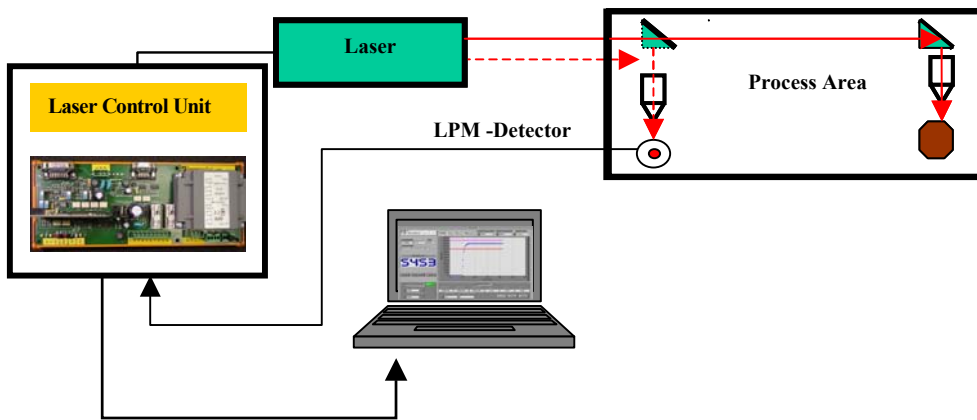 Laser
Process Area
Laser Control Unit
LPM -Detector
5453